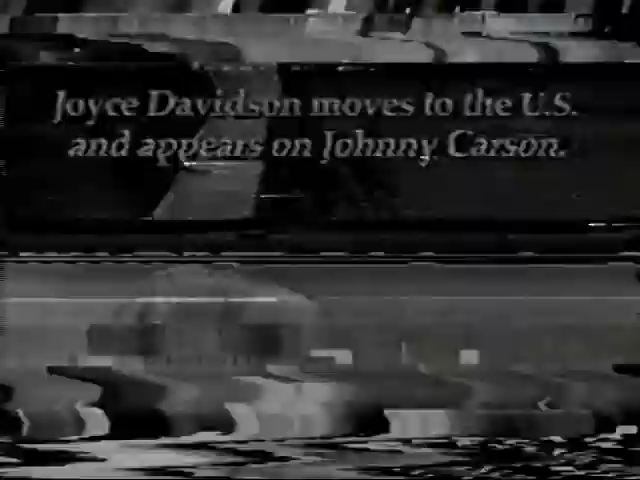 Joyce Davidson moves to the U.S.
and appears on Johnny Carson.